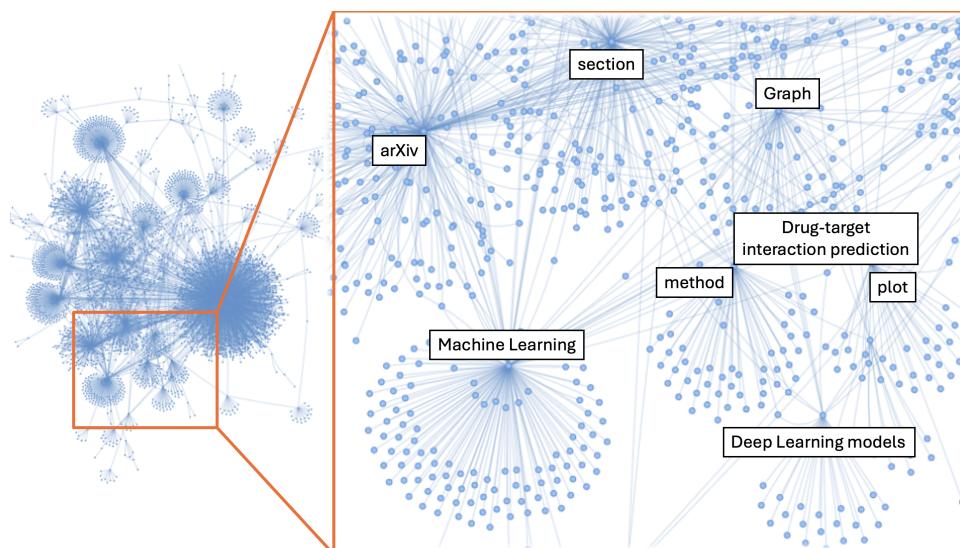 section
Graph
arXiv
Drug-target
interaction prediction
method
plot
Machine Learning
Deep Learning models